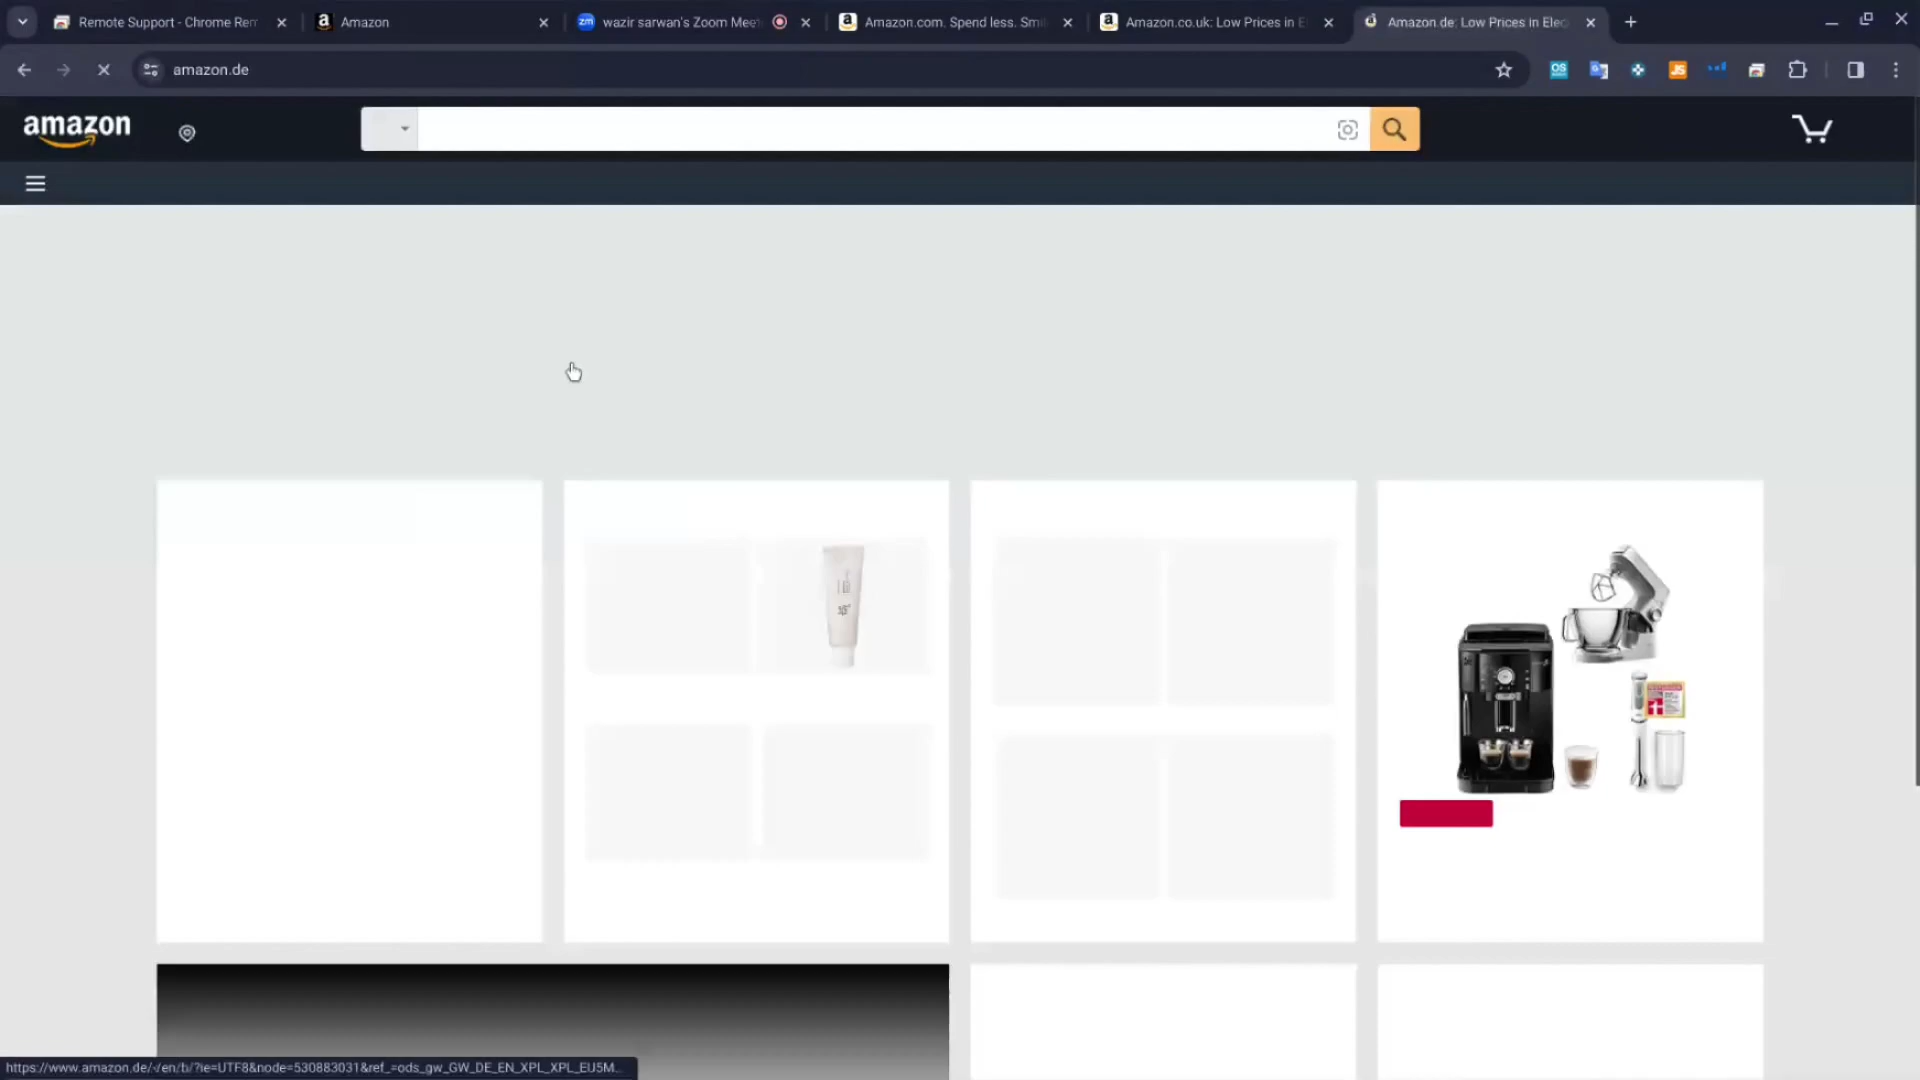 Remote Support - Chrome Rem
Amazon
wazir sarwan's Zoom Meet
Amazon.com. Spend less. Smi
Amazon.co.uk: Low Prices in E
Amazon.de: Low Prices in Elec
amazon.de
amazon
https://www.amazon.de/-/en/b/?ie=UTF8&node=530883031&ref_=ods_gw_GW_DE_EN_XPL_XPL_EU5M...